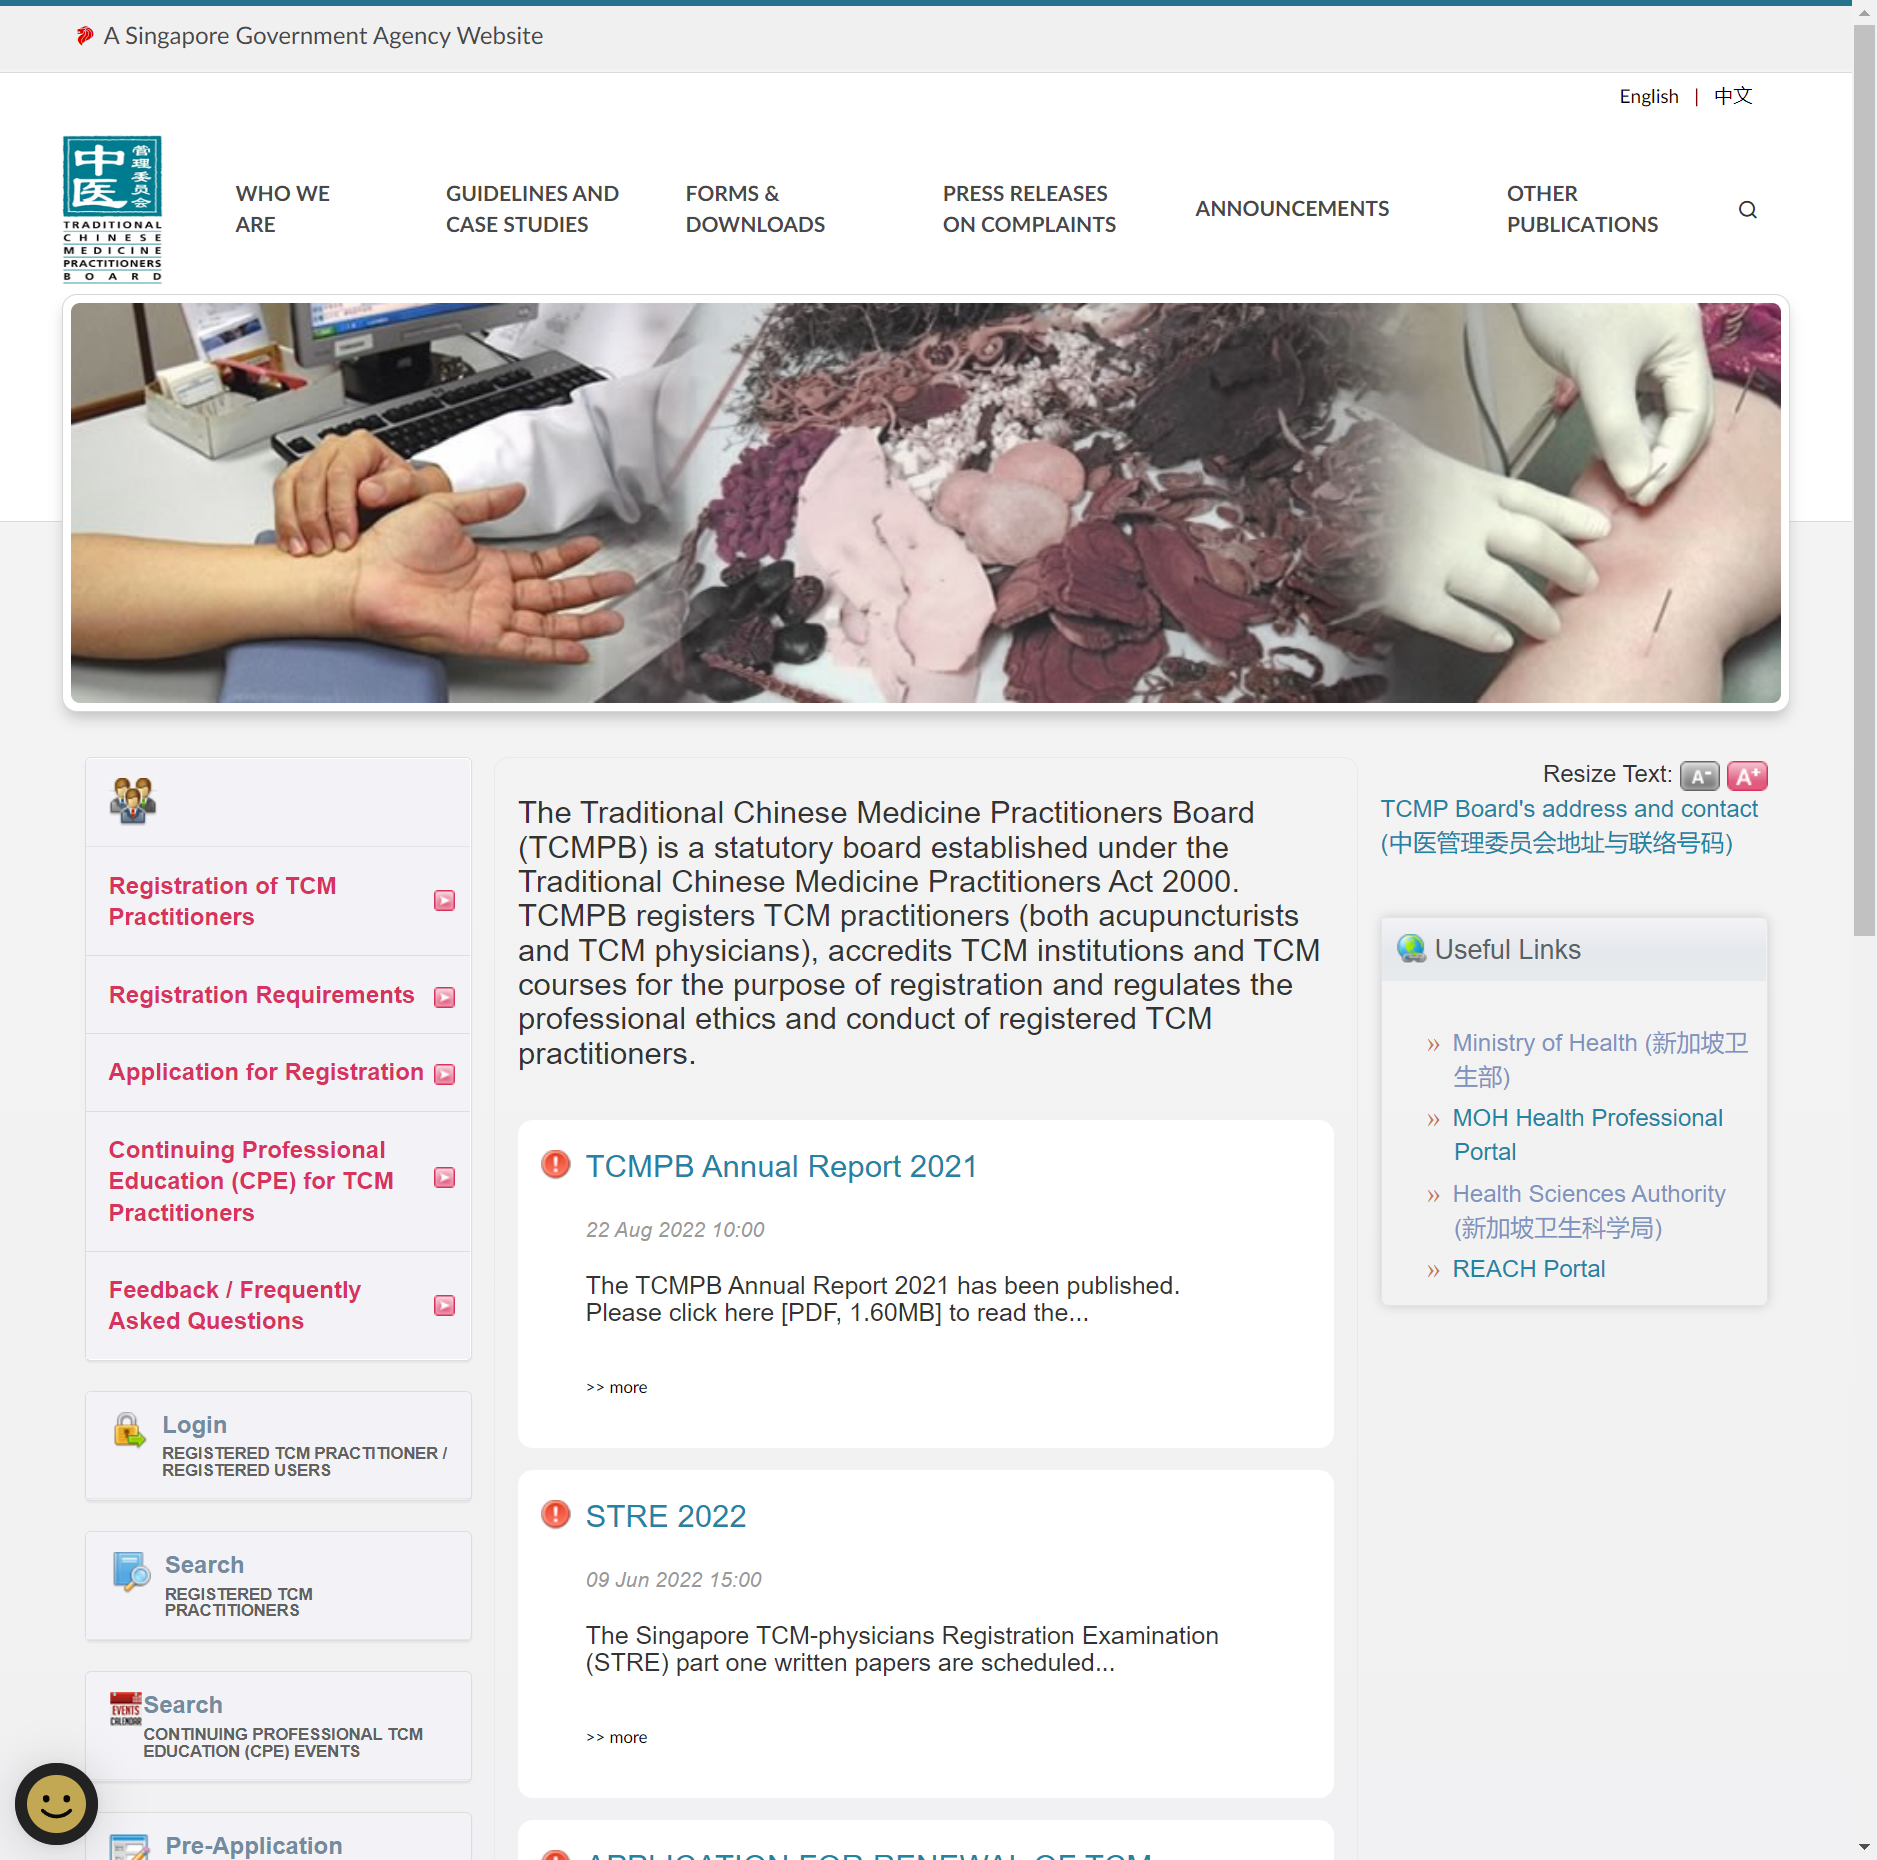 A Singapore Government Agency Website
English | 中文
中医
管理委员会
TRADITIONAL
CHINESE
MEDICINE
PRACTITIONERS
BOARD
WHO WE
ARE
GUIDELINES AND
CASE STUDIES
FORMS &
DOWNLOADS
PRESS RELEASES
ON COMPLAINTS
ANNOUNCEMENTS
OTHER
PUBLICATIONS
Registration of TCM
Practitioners
Registration Requirements
Application for Registration
Continuing Professional
Education (CPE) for TCM
Practitioners
Feedback / Frequently
Asked Questions
Login
REGISTERED TCM PRACTITIONER /
REGISTERED USERS
Search
REGISTERED TCM
PRACTITIONERS
EVENTS
CALENDAR
Search
CONTINUING PROFESSIONAL TCM
EDUCATION (CPE) EVENTS
Pre-Application
The Traditional Chinese Medicine Practitioners Board
(TCMPB) is a statutory board established under the
Traditional Chinese Medicine Practitioners Act 2000.
TCMPB registers TCM practitioners (both acupuncturists
and TCM physicians), accredits TCM institutions and TCM
courses for the purpose of registration and regulates the
professional ethics and conduct of registered TCM
practitioners.
TCMPB Annual Report 2021
22 Aug 2022 10:00
The TCMPB Annual Report 2021 has been published.
Please click here [PDF, 1.60MB] to read the...
>> more
STRE 2022
09 Jun 2022 15:00
The Singapore TCM-physicians Registration Examination
(STRE) part one written papers are scheduled...
>> more
APPLICATION FOR RENEWAL OF TCM
Resize Text: A- A+
TCMP Board's address and contact
(中医管理委员会地址与联络号码)
Useful Links
» Ministry of Health (新加坡卫
生部)
» MOH Health Professional
Portal
» Health Sciences Authority
(新加坡卫生科学局)
» REACH Portal